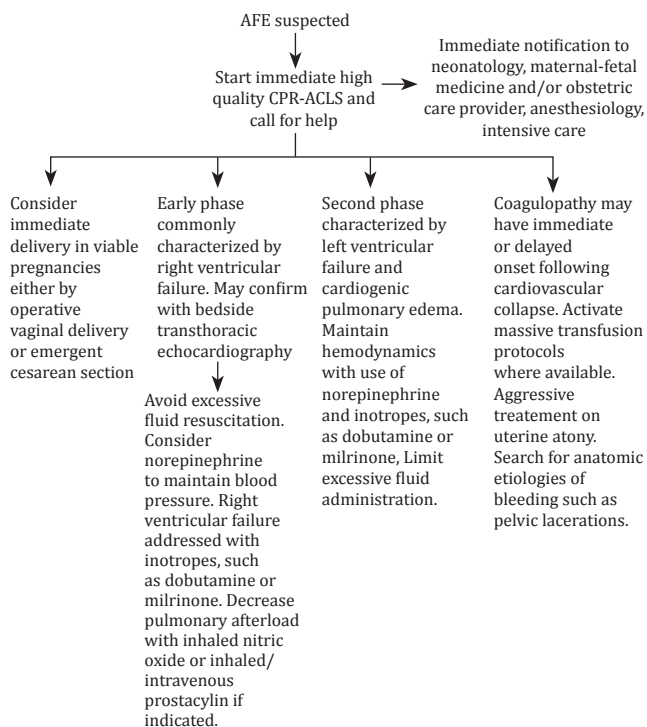 AFE suspected
Start immediate high
quality CPR-ACLS and
call for help
Immediate notification to
neonatology, maternal-fetal
medicine and/or obstetric
care provider, anesthesiology,
intensive care
Consider
immediate
delivery in viable
pregnancies
either by
operative
vaginal delivery
or emergent
cesarean section
Early phase
commonly
characterized by
right ventricular
failure. May confirm
with bedside
transthoracic
echocardiography
Avoid excessive
fluid resuscitation.
Consider
norepinephrine
to maintain blood
pressure. Right
ventricular failure
addressed with
inotropes, such
as dobutamine or
milrinone. Decrease
pulmonary afterload
with inhaled nitric
oxide or inhaled/
intravenous
prostacylin if
indicated.
Second phase
characterized by
left ventricular
failure and
cardiogenic
pulmonary edema.
Maintain
hemodynamics
with use of
norepinephrine
and inotropes, such
as dobutamine or
milrinone, Limit
excessive fluid
administration.
Coagulopathy may
have immediate
or delayed
onset following
cardiovascular
collapse. Activate
massive transfusion
protocols
where available.
Aggressive
treatement on
uterine atony.
Search for anatomic
etiologies of
bleeding such as
pelvic lacerations.